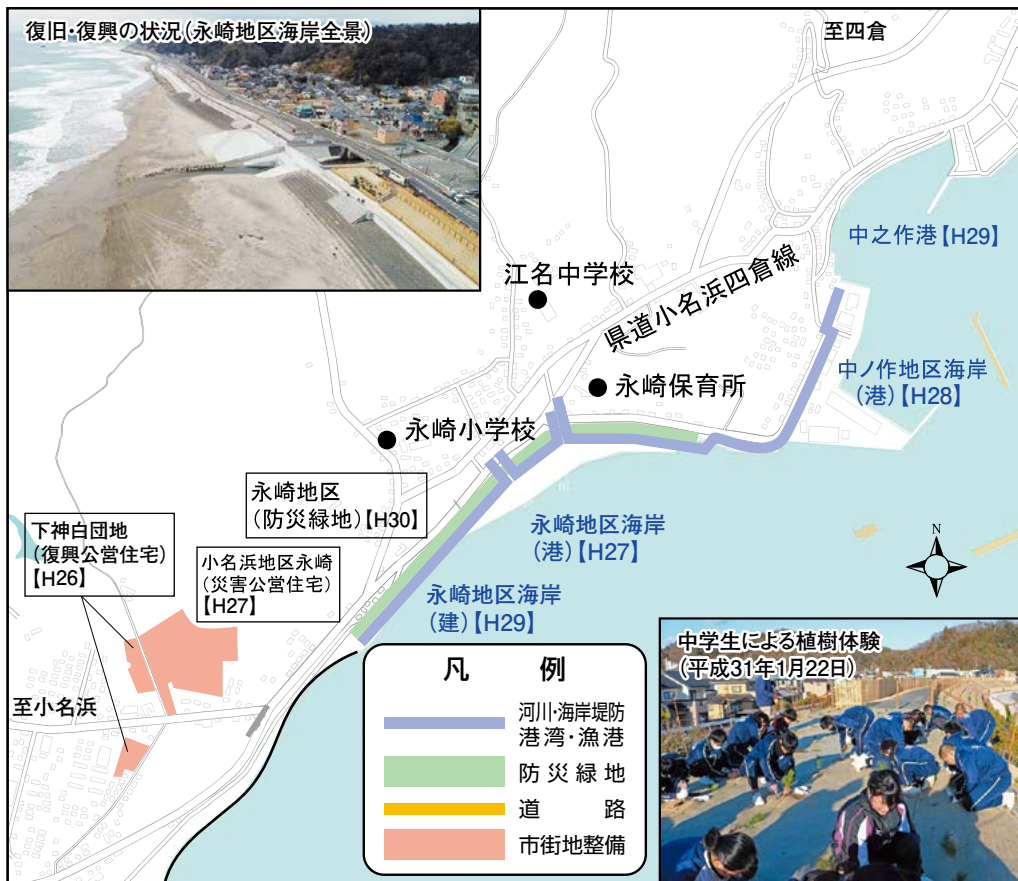 復旧・復興の状況(永崎地区海岸全景)
至四倉
中之作港【H29】
江名中学校
県道小名浜四倉線
中ノ作地区海岸
(港)【H28】
永崎保育所
永崎小学校
永崎地区
(防災緑地)【H30】
永崎地区海岸
(港)【H27】
下神白団地
(復興公営住宅)
【H26】
小名浜地区永崎
(災害公営住宅)
【H27】
永崎地区海岸
(建)【H29】
N
至小名浜
凡例
河川・海岸堤防
港湾・漁港
防災緑地
道路
市街地整備
中学生による植樹体験
(平成31年1月22日)